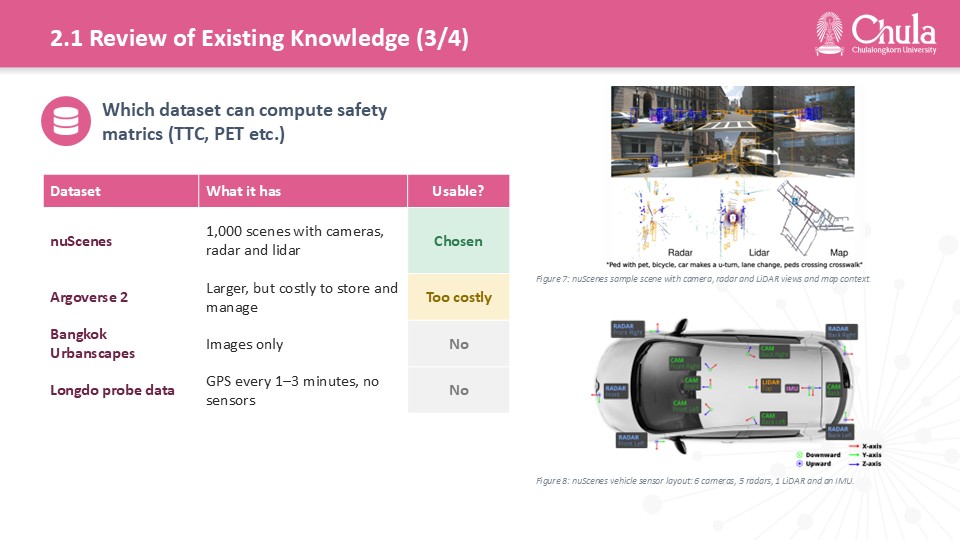 2.1 Review of Existing Knowledge (3/4)
Chula
Chulalongkorn University
Which dataset can compute safety
matrics (TTC, PET etc.)
Dataset What it has Usable?
nuScenes 1,000 scenes with cameras,
radar and lidar Chosen
Argoverse 2 Larger, but costly to store and
manage Too costly
Bangkok
Urbanscapes Images only No
Longdo probe data GPS every 1–3 minutes, no
sensors No
Radar Lidar Map
"Ped with pet, bicycle, car makes a u-turn, lane change, peds crossing crosswalk"
Figure 7: nuScenes sample scene with camera, radar and LiDAR views and map context.
RADAR
Front Right
RADAR
Back Right
CAM
Back Right
CAM
Front Right
RADAR
Front
CAM
LIDAR
Top
IMU
CAM
Back
CAM
Front Left
CAM
Back Left
RADAR
Front Left
RADAR
Back Left
X-axis
Downward Y-axis
Upward Z-axis
Figure 8: nuScenes vehicle sensor layout: 6 cameras, 5 radars, 1 LiDAR and an IMU.